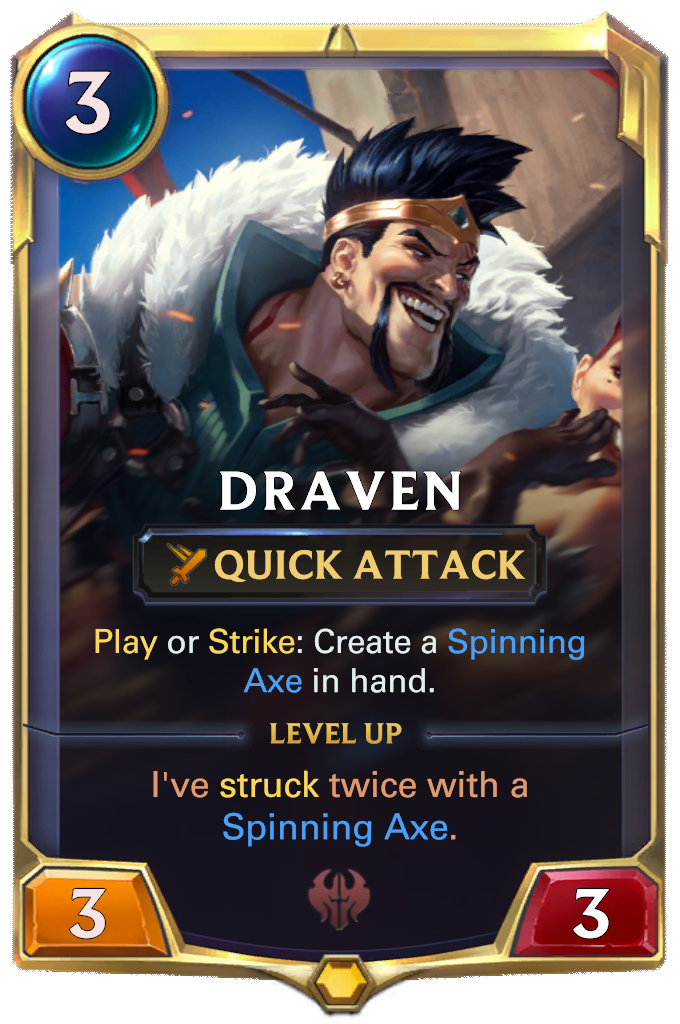 3
DRAVEN
QUICK ATTACK
Play or Strike: Create a Spinning
Axe in hand.
LEVEL UP
I've struck twice with a
Spinning Axe.
3
3